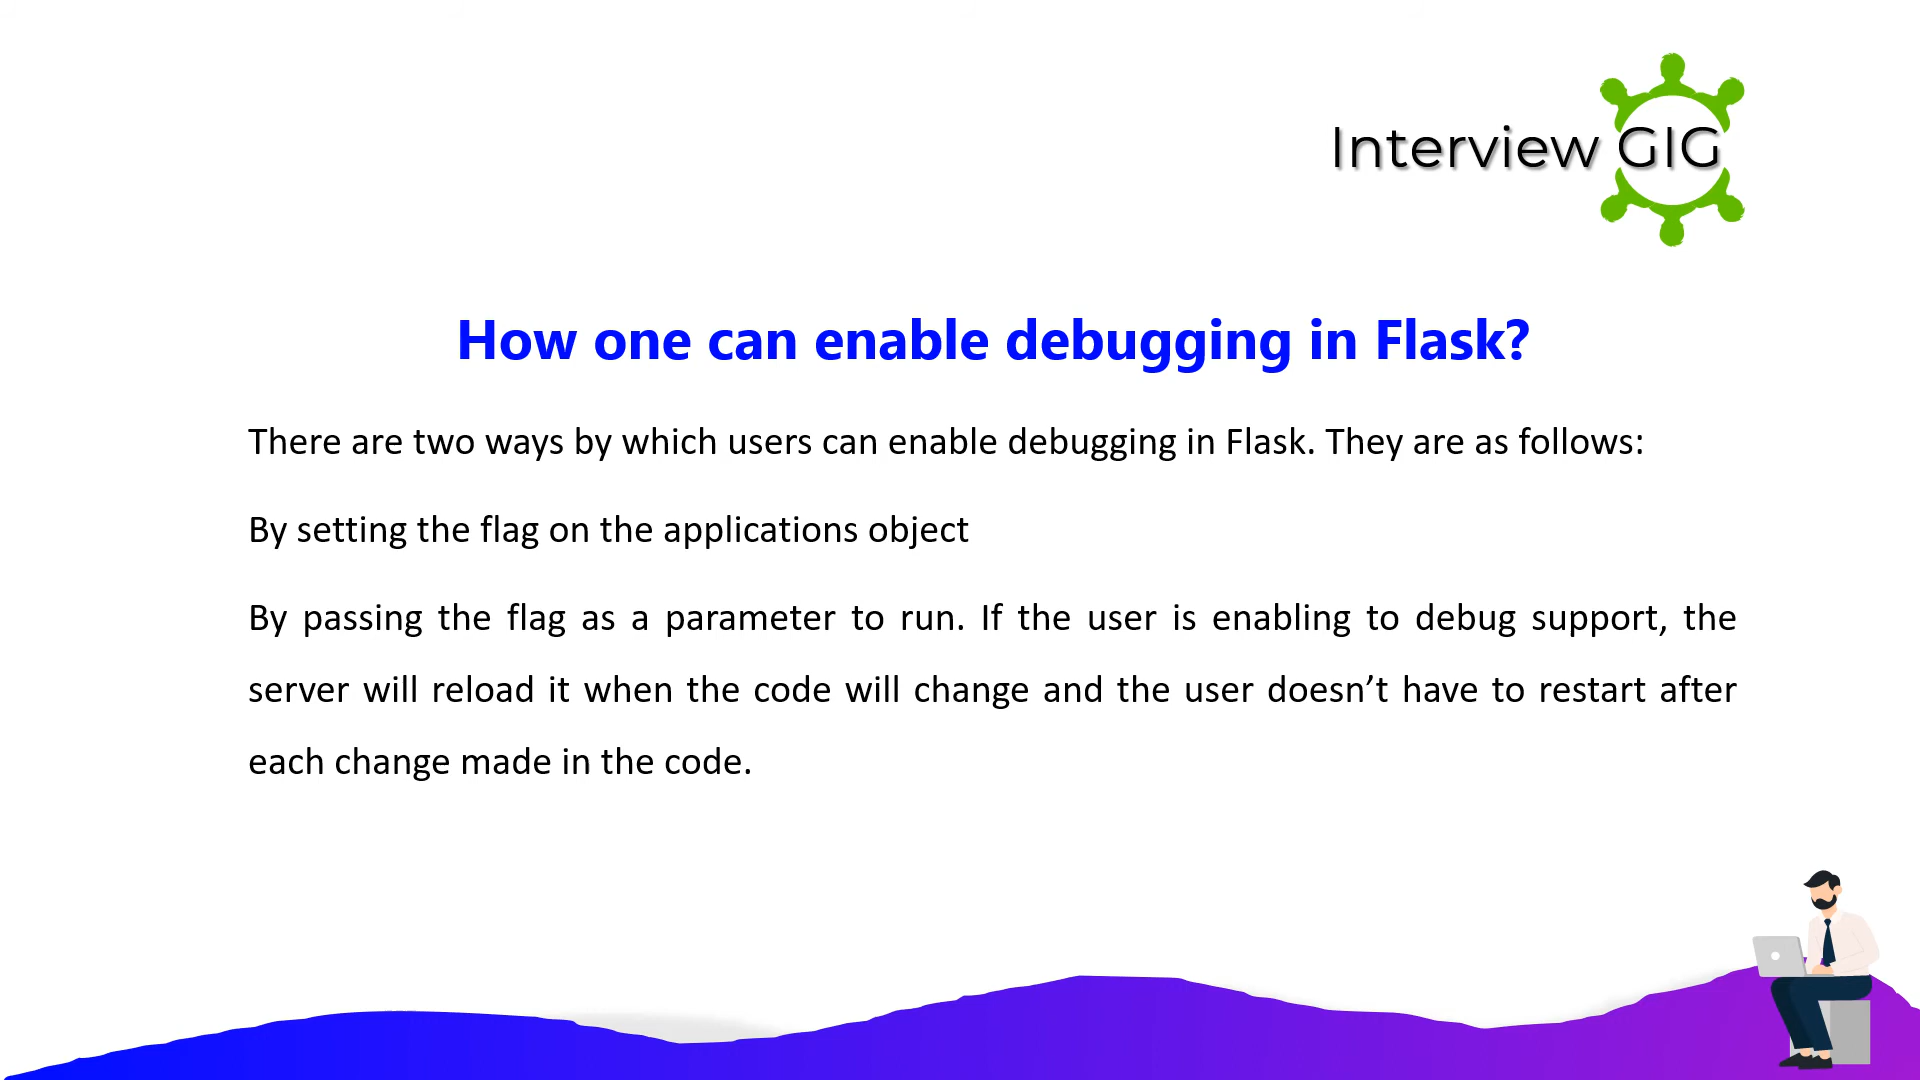 Interview GIG
How one can enable debugging in Flask?
There are two ways by which users can enable debugging in Flask. They are as follows:
By setting the flag on the applications object
By passing the flag as a parameter to run. If the user is enabling to debug support, the
server will reload it when the code will change and the user doesn’t have to restart after
each change made in the code.